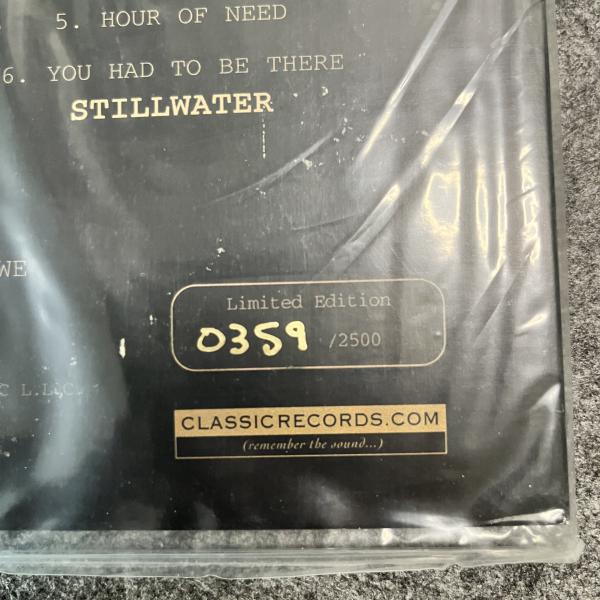 5. HOUR OF NEED
6. YOU HAD TO BE THERE
STILLWATER
WE
Limited Edition
0359 /2500
C L.L.C.
CLASSICRECORDS.COM
(remember the sound...)